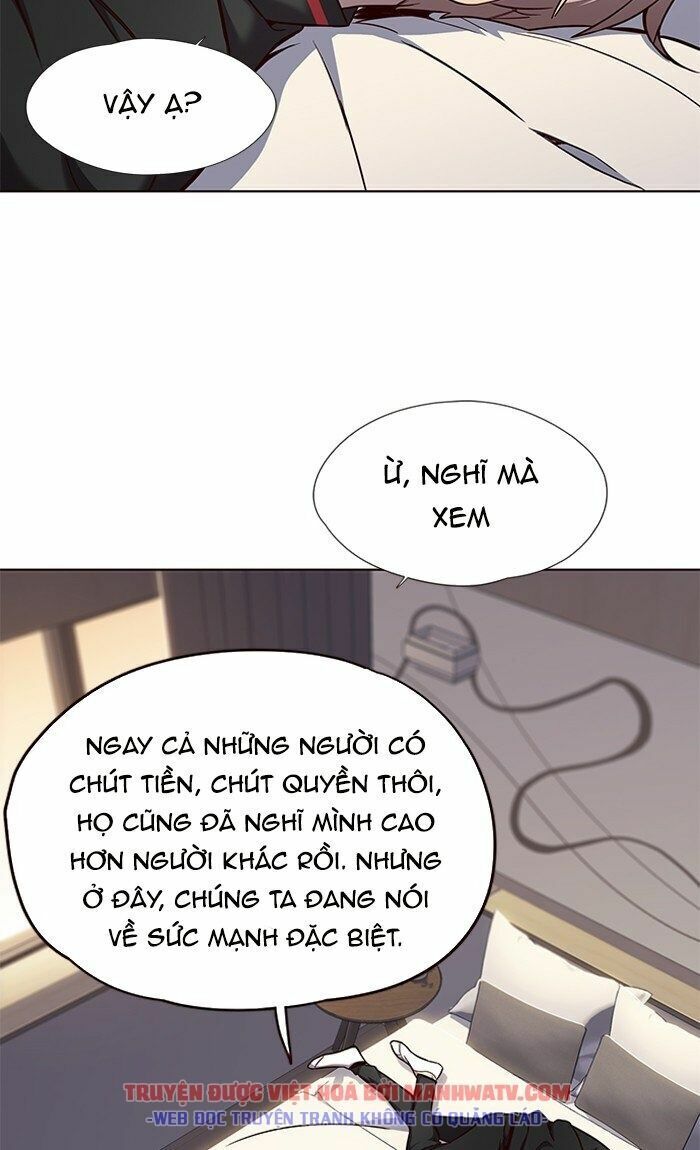 VẬY Ạ?
Ừ, NGHĨ MÀ
XEM
NGAY CẢ NHỮNG NGƯỜI CÓ
CHÚT TIỀN, CHÚT QUYỀN THÔI,
HỌ CŨNG ĐÃ NGHĨ MÌNH CAO
HƠN NGƯỜI KHÁC RỒI. NHƯNG
Ở ĐÂY, CHÚNG TA ĐANG NÓI
VỀ SỨC MẠNH ĐẶC BIỆT.
TRUYỆN ĐƯỢC VIỆT HOÁ BỞI MANHWATV.COM
-WEB ĐỌC TRUYỆN TRANH KHÔNG CÓ QUẢNG CÁO-